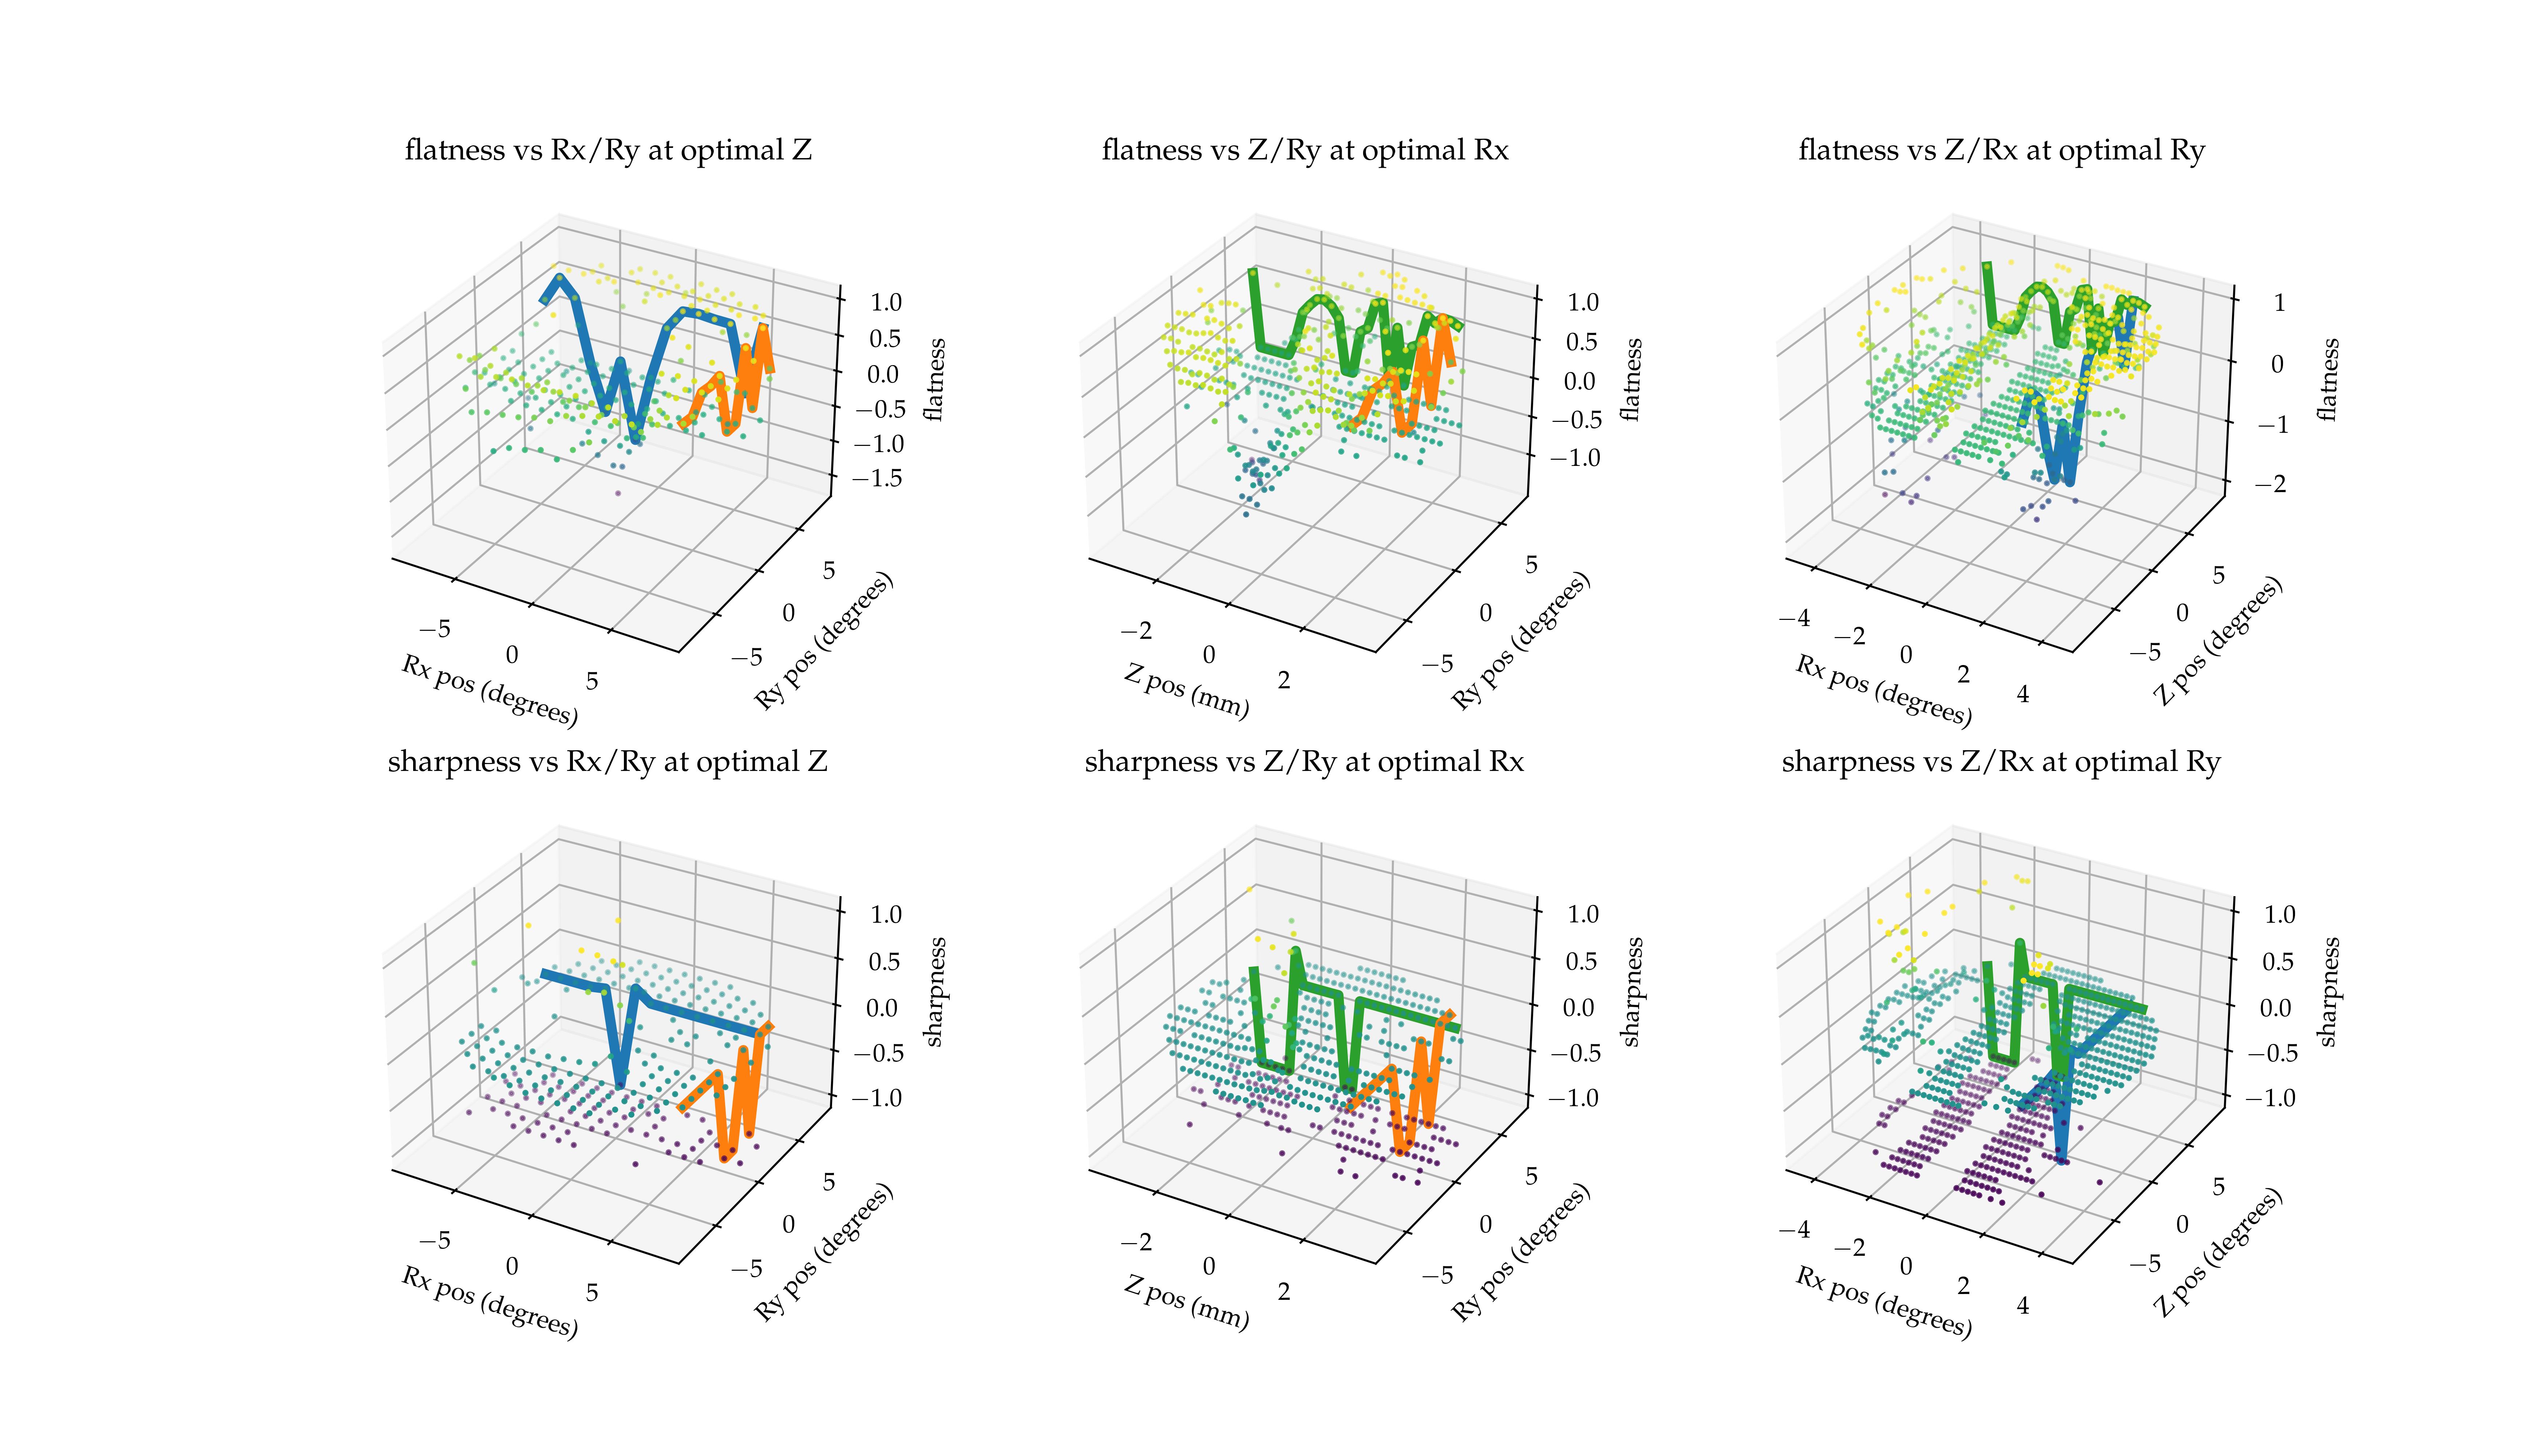 flatness vs Rx/Ry at optimal Z
flatness vs Z/Ry at optimal Rx
flatness vs Z/Rx at optimal Ry
1.0
0.5
0.0
−0.5
−1.0
−1.5
flatness
−5
0
5
Rx pos (degrees)
−5
0
5
Ry pos (degrees)
1.0
0.5
0.0
−0.5
−1.0
flatness
−2
0
2
Z pos (mm)
−5
0
5
Ry pos (degrees)
1
0
−1
−2
flatness
−4
−2
0
2
4
Rx pos (degrees)
−5
0
5
Z pos (degrees)
sharpness vs Rx/Ry at optimal Z
sharpness vs Z/Ry at optimal Rx
sharpness vs Z/Rx at optimal Ry
1.0
0.5
0.0
−0.5
−1.0
sharpness
−5
0
5
Rx pos (degrees)
−5
0
5
Ry pos (degrees)
1.0
0.5
0.0
−0.5
−1.0
sharpness
−2
0
2
Z pos (mm)
−5
0
5
Ry pos (degrees)
1.0
0.5
0.0
−0.5
−1.0
sharpness
−4
−2
0
2
4
Rx pos (degrees)
−5
0
5
Z pos (degrees)